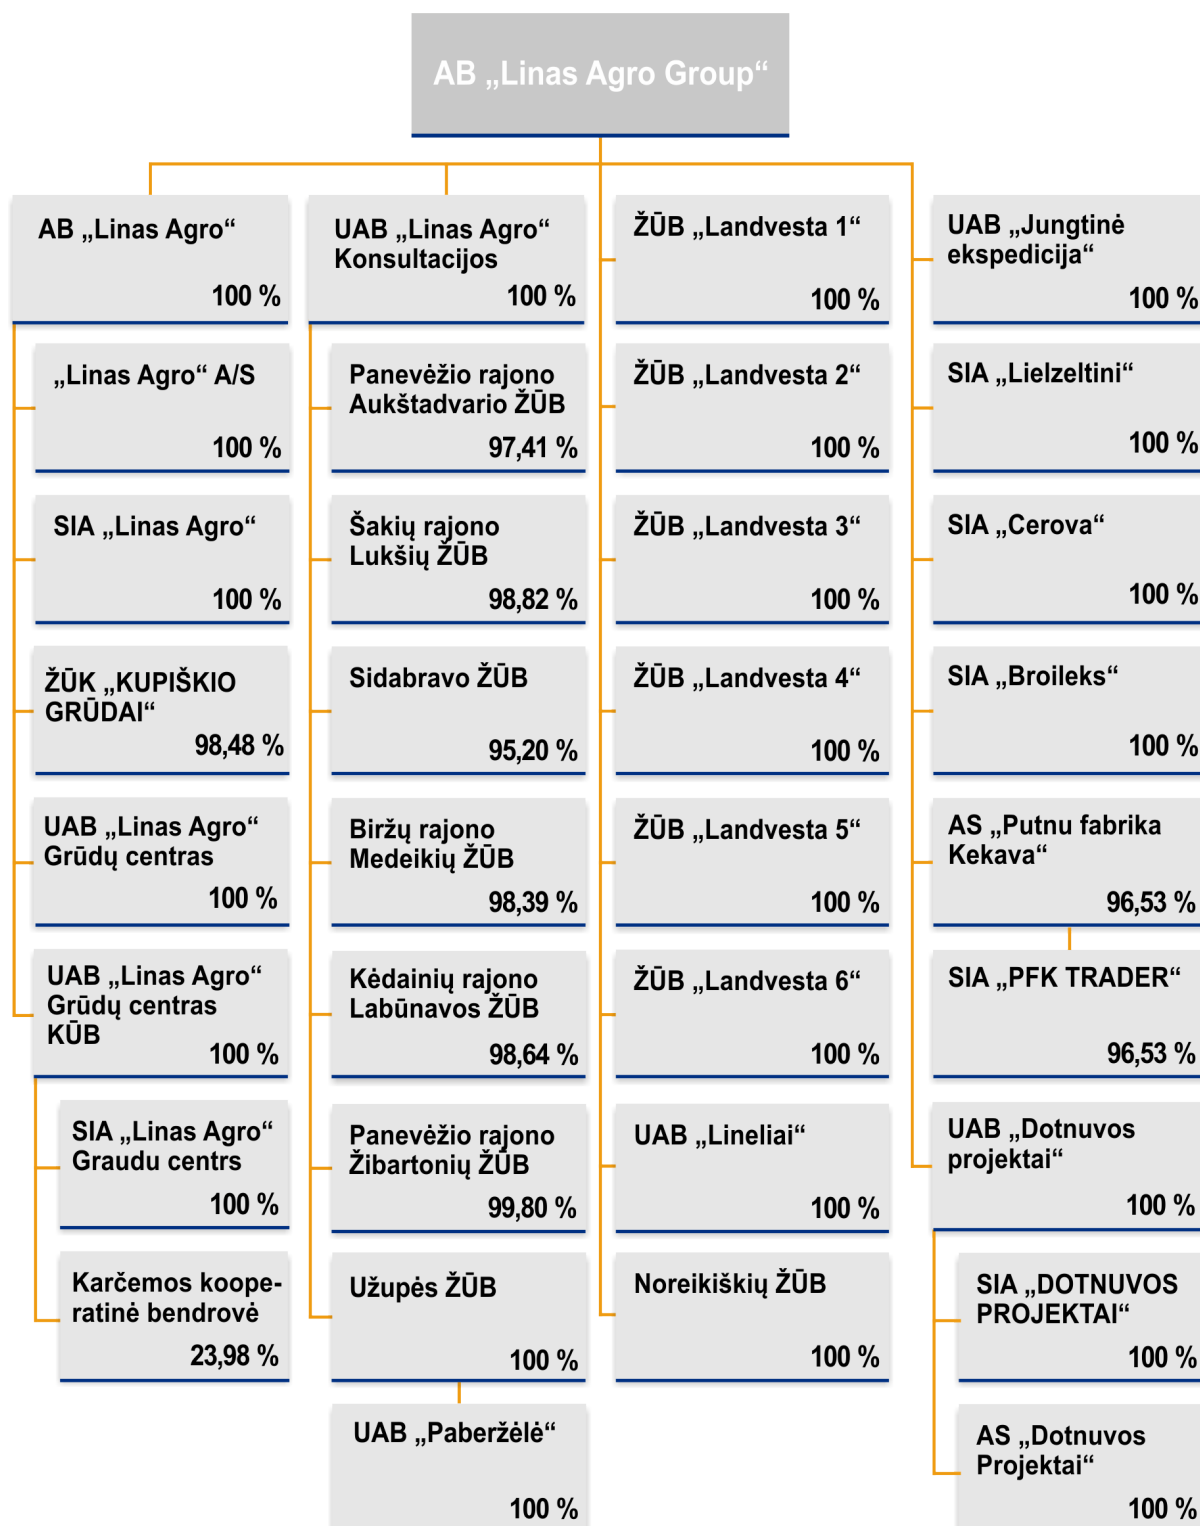 AB „Linas Agro Group“
AB „Linas Agro“
100 %
„Linas Agro“ A/S
100 %
SIA „Linas Agro“
100 %
ŽŪK „KUPIŠKIO
GRŪDAI“
98,48 %
UAB „Linas Agro“
Grūdų centras
100 %
UAB „Linas Agro“
Grūdų centras
KŪB
100 %
SIA „Linas Agro“
Graudu centrs
100 %
Karčemos koope-
ratinė bendrovė
23,98 %
UAB „Linas Agro“
Konsultacijos
100 %
Panevėžio rajono
Aukštadvario ŽŪB
97,41 %
Šakių rajono
Lukšių ŽŪB
98,82 %
Sidabravo ŽŪB
95,20 %
Biržų rajono
Medeikių ŽŪB
98,39 %
Kėdainių rajono
Labūnavos ŽŪB
98,64 %
Panevėžio rajono
Žibartonių ŽŪB
99,80 %
Užupės ŽŪB
100 %
UAB „Paberžėlė“
100 %
ŽŪB „Landvesta 1“
100 %
ŽŪB „Landvesta 2“
100 %
ŽŪB „Landvesta 3“
100 %
ŽŪB „Landvesta 4“
100 %
ŽŪB „Landvesta 5“
100 %
ŽŪB „Landvesta 6“
100 %
UAB „Lineliai“
100 %
Noreikiškių ŽŪB
100 %
UAB „Jungtinė
ekspedicija“
100 %
SIA „Lielzeltini“
100 %
SIA „Cerova“
100 %
SIA „Broileks“
100 %
AS „Putnu fabrika
Kekava“
96,53 %
SIA „PFK TRADER“
96,53 %
UAB „Dotnuvos
projektai“
100 %
SIA „DOTNUVOS
PROJEKTAI“
100 %
AS „Dotnuvos
Projektai“
100 %